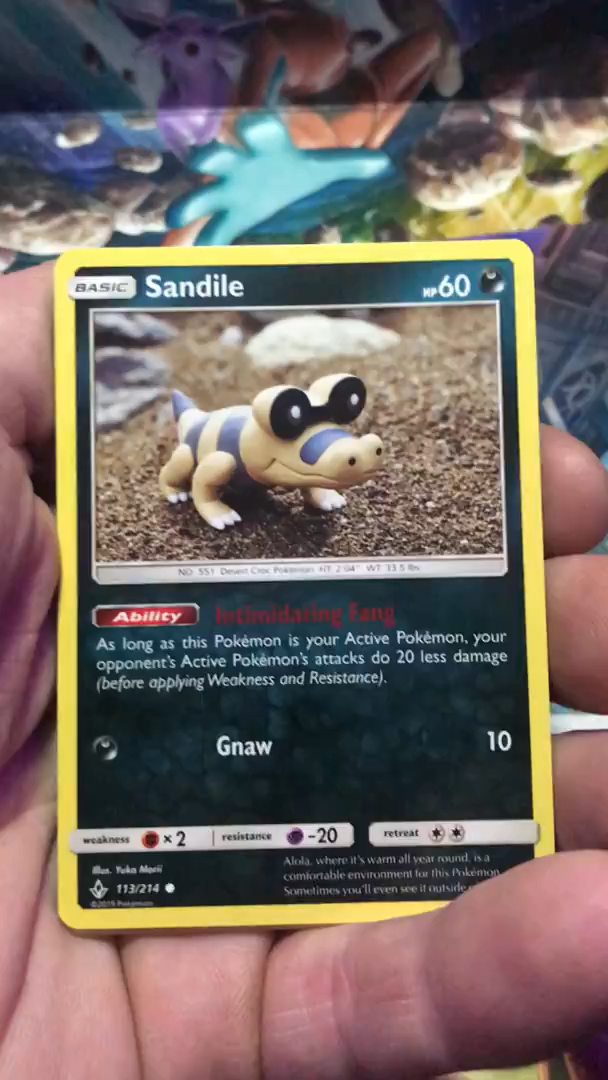 BASIC Sandile HP 60
NO. 551 Desert Croc Pokémon HT: 2'04" WT: 33.5 lbs.
Ability Intimidating Fang
As long as this Pokémon is your Active Pokémon, your
opponent's Active Pokémon's attacks do 20 less damage
(before applying Weakness and Resistance).
Gnaw 10
weakness ×2 resistance -20 retreat
Illus. Yuka Morii
113/214
©2019 Pokémon
Alola, where it's warm all year round, is a
comfortable environment for this Pokémon.
Sometimes you'll even see it outside